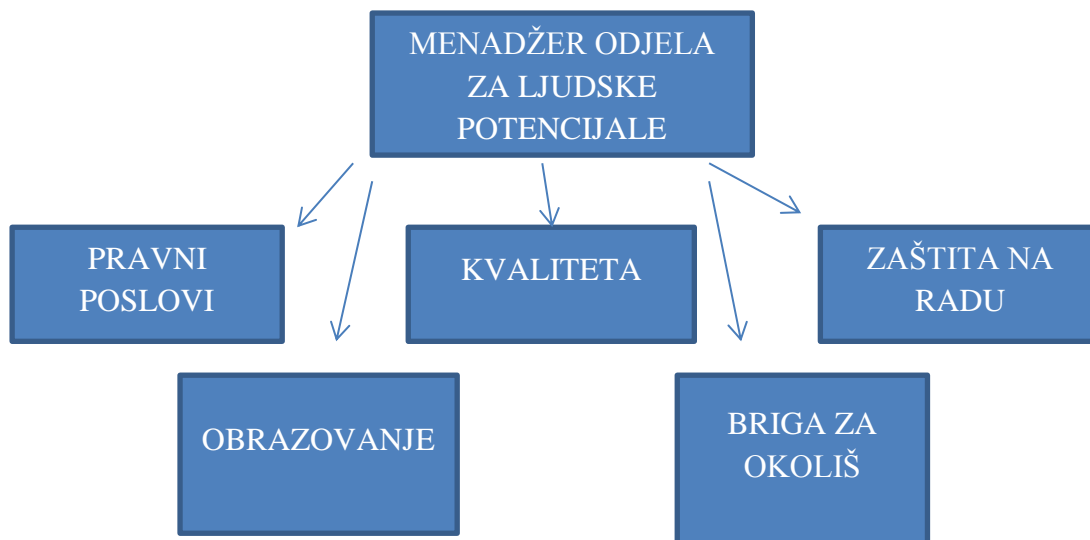 MENADŽER ODJELA
ZA LJUDSKE
POTENCIJALE
PRAVNI
POSLOVI
KVALITETA
ZAŠTITA NA
RADU
OBRAZOVANJE
BRIGA ZA
OKOLIŠ